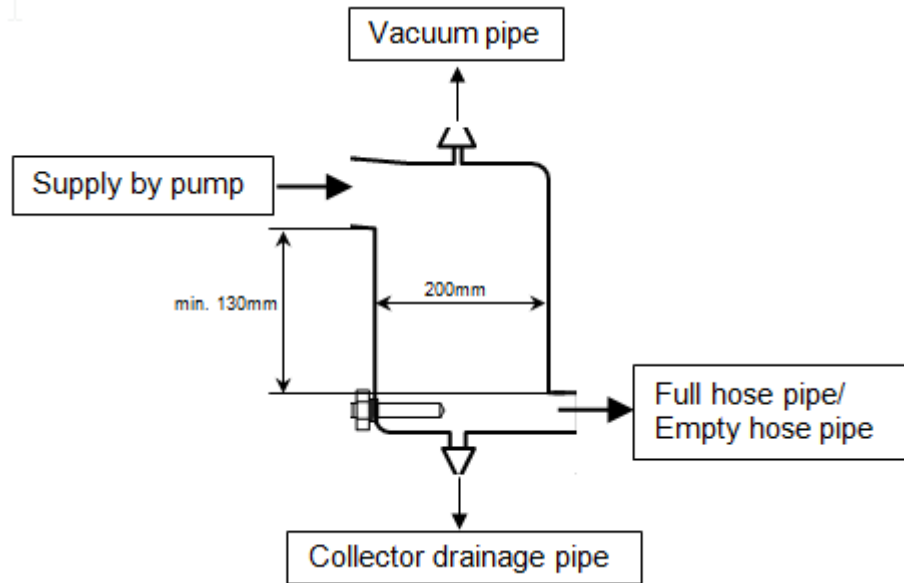 Vacuum pipe
Supply by pump
min. 130mm
200mm
Full hose pipe/
Empty hose pipe
Collector drainage pipe